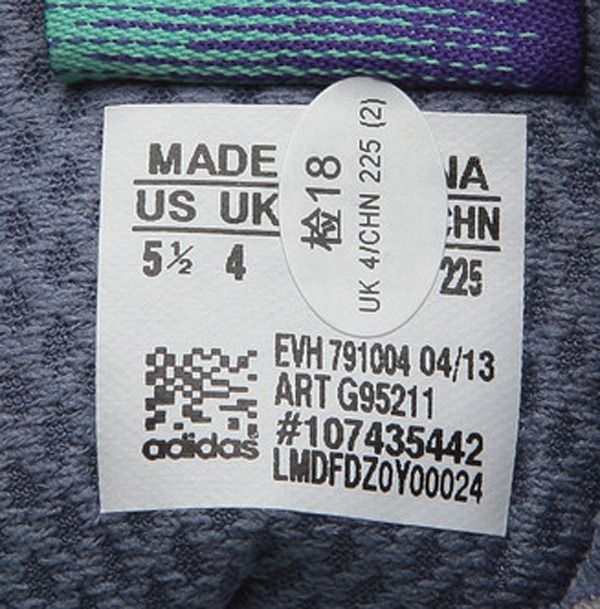 MADE NA
US UK CHN
5½ 4 225
检18
UK 4/CHN 225 (2)
EVH 791004 04/13
ART G95211
#107435442
LMDFDZ0Y00024
adidas